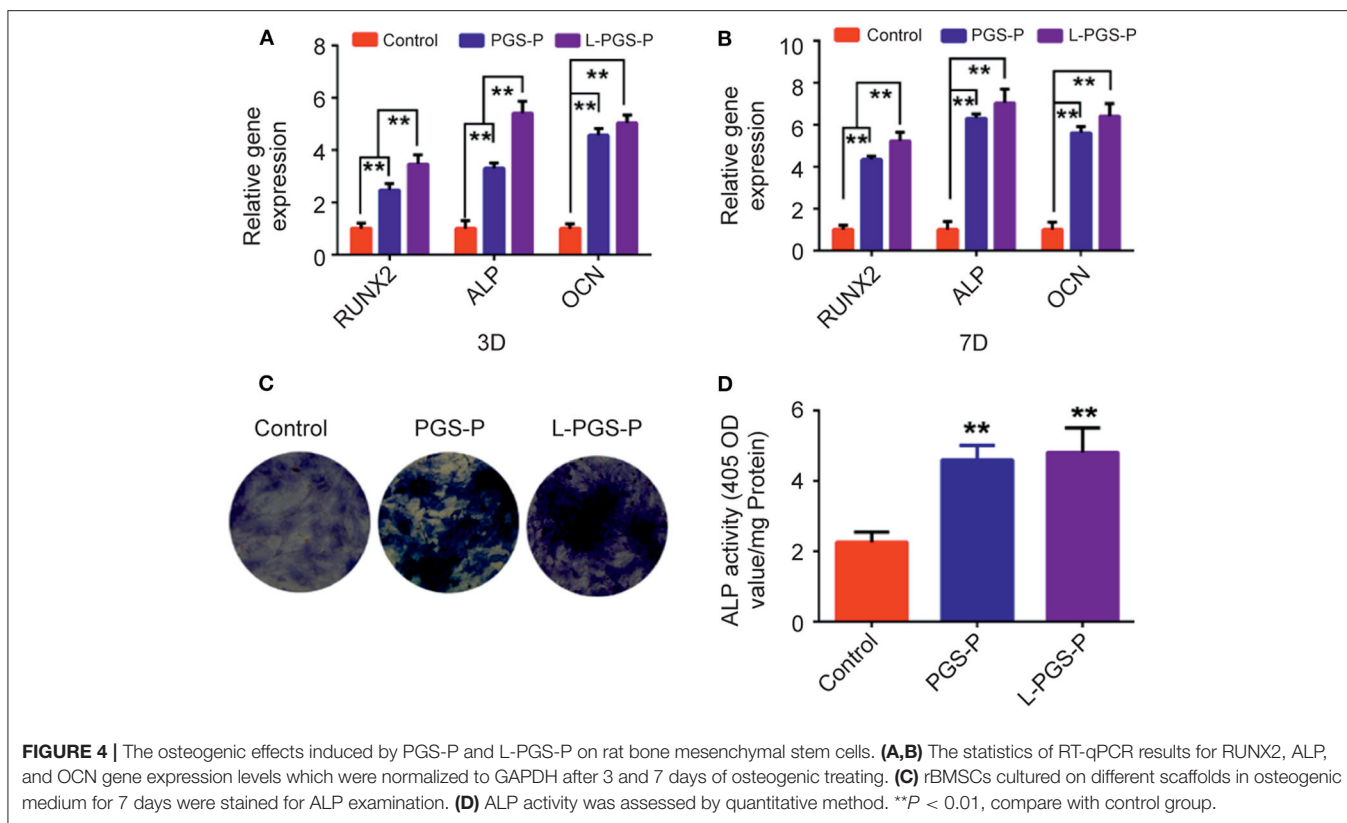 A
Control PGS-P L-PGS-P
Relative gene
expression
8
6
4
2
0
**
**
**
**
**
**
RUNX2
ALP
OCN
3D
B
Control PGS-P L-PGS-P
Relative gene
expression
10
8
6
4
2
0
**
**
**
**
**
**
RUNX2
ALP
OCN
7D
C
Control PGS-P L-PGS-P
D
ALP activity (405 OD
value/mg Protein)
6
4
2
0
**
**
Control
PGS-P
L-PGS-P
FIGURE 4 | The osteogenic effects induced by PGS-P and L-PGS-P on rat bone mesenchymal stem cells. (A,B) The statistics of RT-qPCR results for RUNX2, ALP,
and OCN gene expression levels which were normalized to GAPDH after 3 and 7 days of osteogenic treating. (C) rBMSCs cultured on different scaffolds in osteogenic
medium for 7 days were stained for ALP examination. (D) ALP activity was assessed by quantitative method. **P < 0.01, compare with control group.